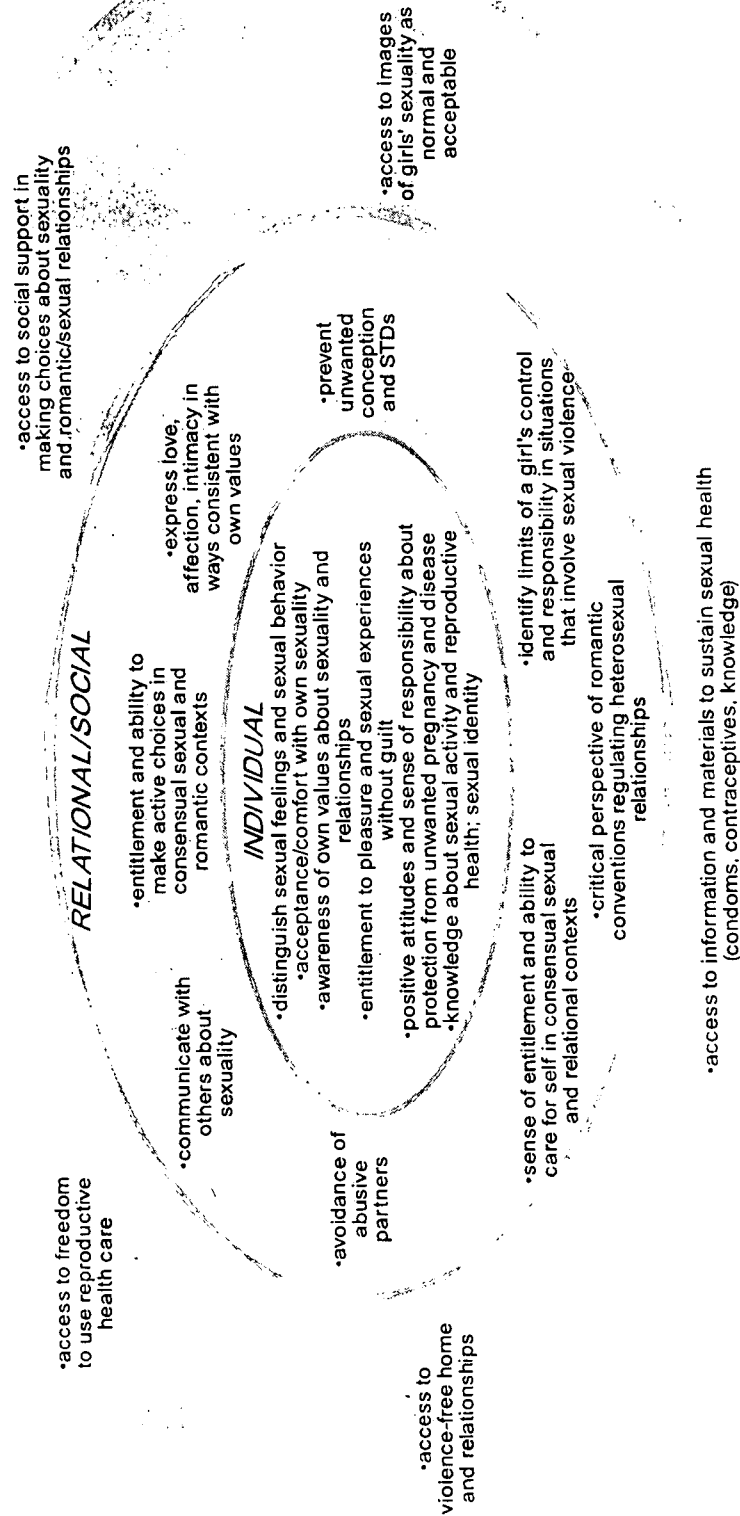 •access to freedom
to use reproductive
health care
•access to social support in
making choices about sexuality
and romantic/sexual relationships
RELATIONAL/SOCIAL
•communicate with
others about
sexuality
•entitlement and ability to
make active choices in
consensual sexual and
romantic contexts
•express love,
affection, intimacy in
ways consistent with
own values
INDIVIDUAL
•distinguish sexual feelings and sexual behavior
•acceptance/comfort with own sexuality
•awareness of own values about sexuality and
relationships
•entitlement to pleasure and sexual experiences
without guilt
•positive attitudes and sense of responsibility about
protection from unwanted pregnancy and disease
•knowledge about sexual activity and reproductive
health; sexual identity
•avoidance of
abusive
partners
•prevent
unwanted
conception
and STDs
•access to
violence-free home
and relationships
•access to images
of girls' sexuality as
normal and
acceptable
•sense of entitlement and ability to
care for self in consensual sexual
and relational contexts
•identify limits of a girl's control
and responsibility in situations
that involve sexual violence
•critical perspective of romantic
conventions regulating heterosexual
relationships
•access to information and materials to sustain sexual health
(condoms, contraceptives, knowledge)